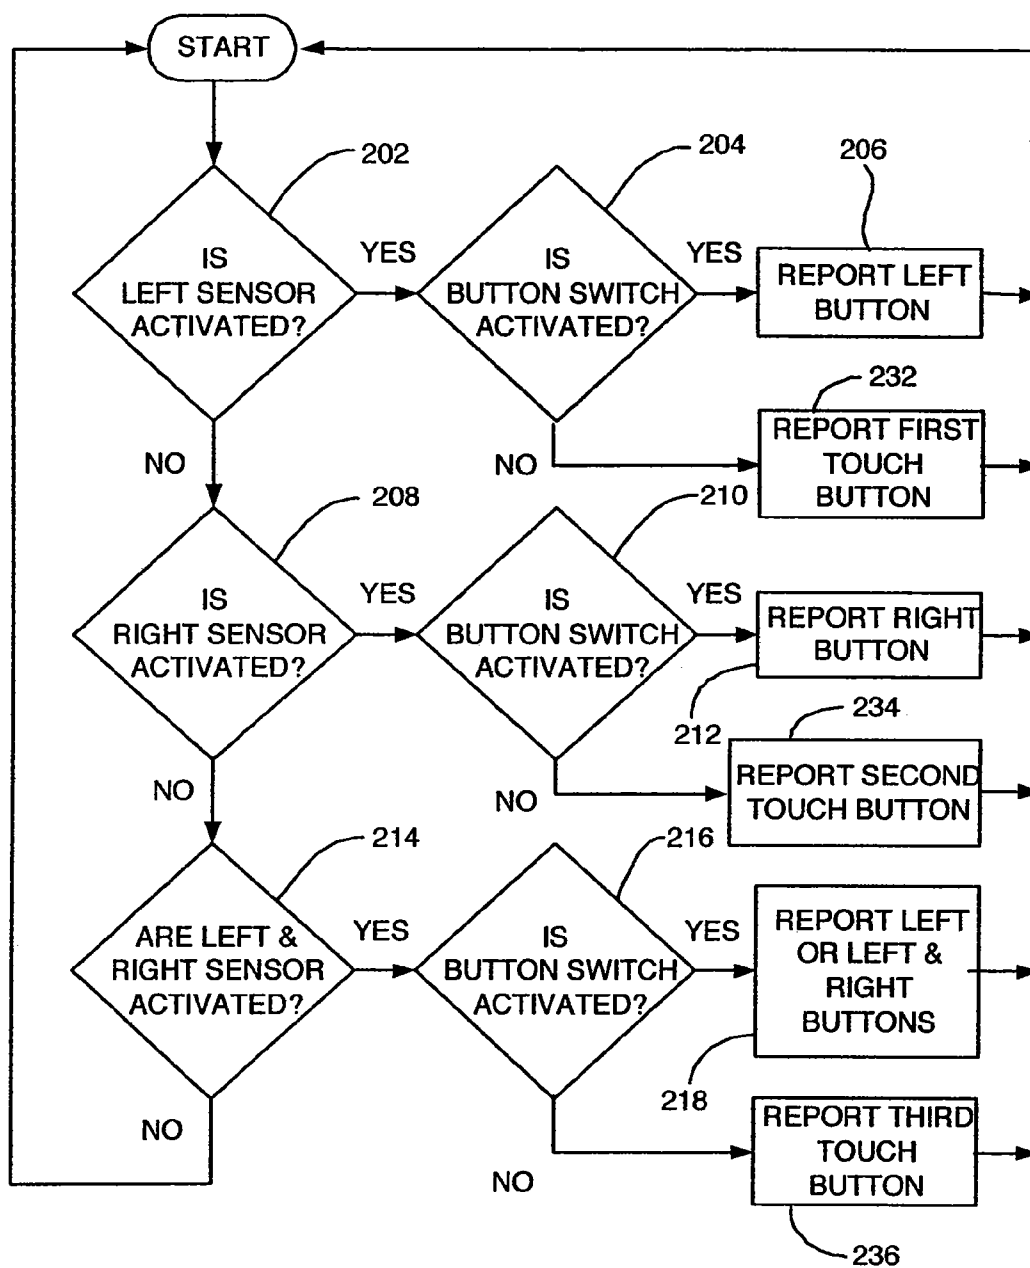 START
202
204
206
IS
LEFT SENSOR
ACTIVATED?
YES
IS
BUTTON SWITCH
ACTIVATED?
YES
REPORT LEFT
BUTTON
NO
NO
232
REPORT FIRST
TOUCH
BUTTON
208
210
IS
RIGHT SENSOR
ACTIVATED?
YES
IS
BUTTON SWITCH
ACTIVATED?
YES
REPORT RIGHT
BUTTON
212
NO
NO
234
REPORT SECOND
TOUCH BUTTON
214
216
ARE LEFT &
RIGHT SENSOR
ACTIVATED?
YES
IS
BUTTON SWITCH
ACTIVATED?
YES
REPORT LEFT
OR LEFT &
RIGHT
BUTTONS
218
NO
NO
REPORT THIRD
TOUCH
BUTTON
236